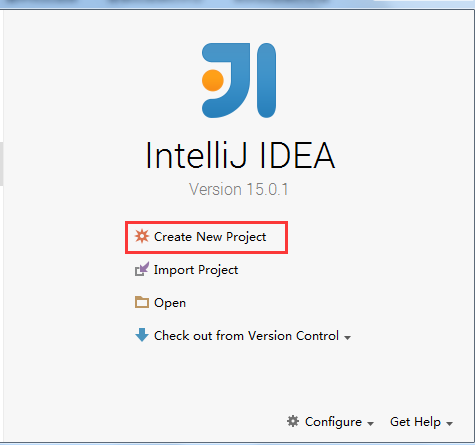 IntelliJ IDEA
Version 15.0.1
Create New Project
Import Project
Open
Check out from Version Control
Configure Get Help